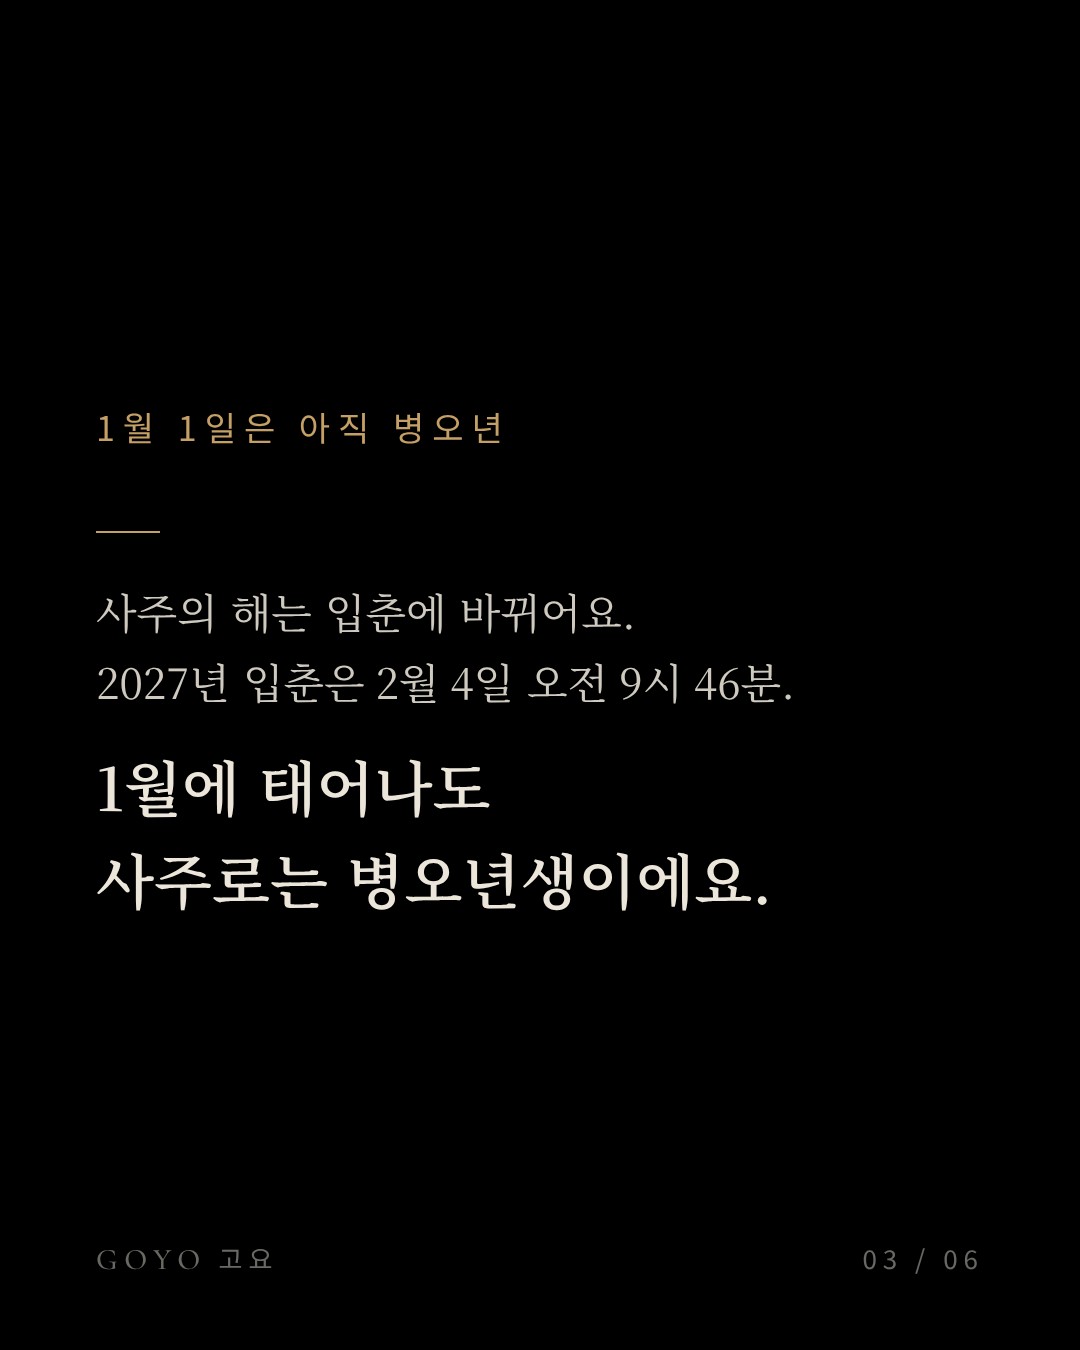 1월 1일은 아직 병오년
사주의 해는 입춘에 바뀌어요.
2027년 입춘은 2월 4일 오전 9시 46분.
1월에 태어나도
사주로는 병오년생이에요.
GOYO 고요
03 / 06